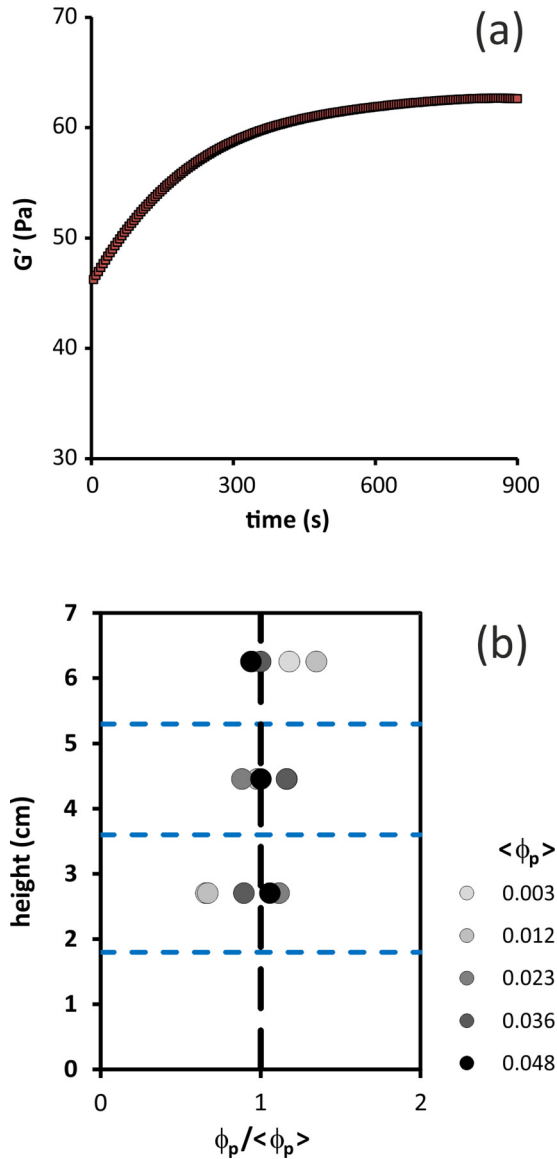 (a)
70
60
50
40
30
G' (Pa)
0 300 600 900
time (s)
(b)
7
6
5
4
3
2
1
0
height (cm)
0 1 2
ϕp/<ϕp>
<ϕp>
0.003
0.012
0.023
0.036
0.048